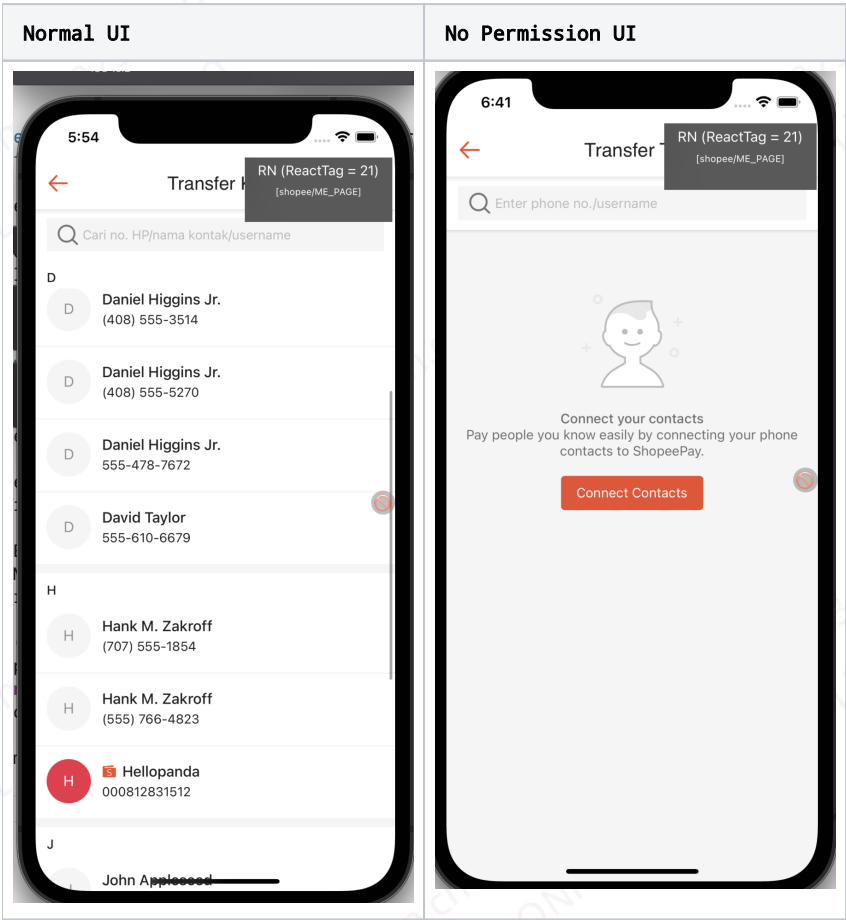 Normal UI
No Permission UI
5:54
RN (ReactTag = 21)
[shopee/ME_PAGE]
Transfer
Cari no. HP/nama kontak/username
D
D
Daniel Higgins Jr.
(408) 555-3514
D
Daniel Higgins Jr.
(408) 555-5270
D
Daniel Higgins Jr.
555-478-7672
D
David Taylor
555-610-6679
H
H
Hank M. Zakroff
(707) 555-1854
H
Hank M. Zakroff
(555) 766-4823
H
S Hellopanda
000812831512
J
John Appleseed
6:41
RN (ReactTag = 21)
[shopee/ME_PAGE]
Transfer
Enter phone no./username
Connect your contacts
Pay people you know easily by connecting your phone
contacts to ShopeePay.
Connect Contacts